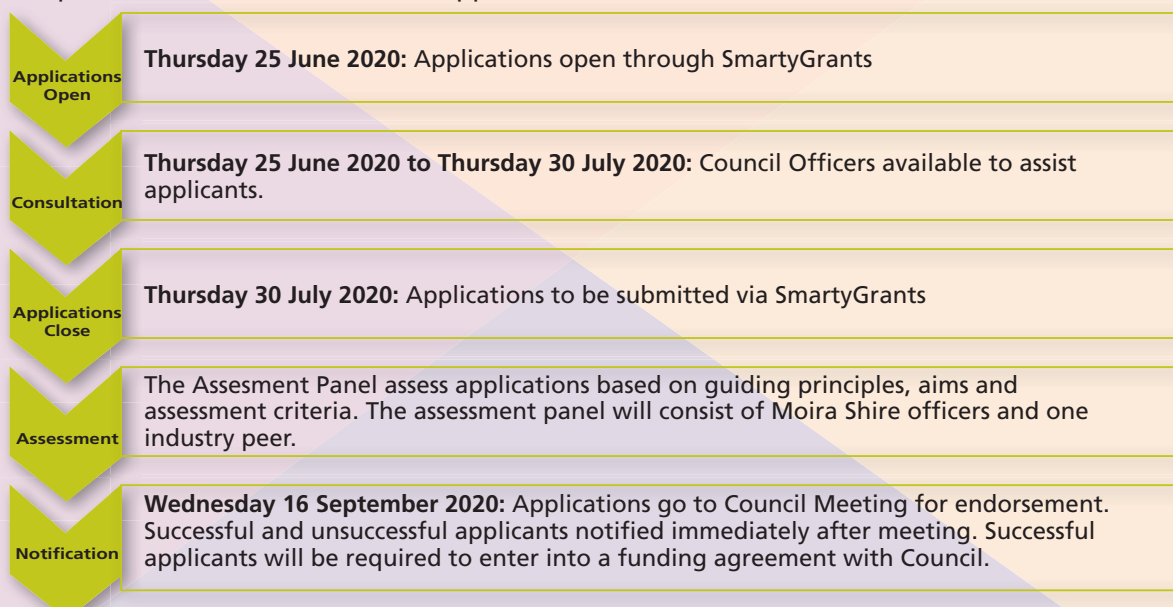 Applications
Open
Thursday 25 June 2020: Applications open through SmartyGrants
Consultation
Thursday 25 June 2020 to Thursday 30 July 2020: Council Officers available to assist
applicants.
Applications
Close
Thursday 30 July 2020: Applications to be submitted via SmartyGrants
Assessment
The Assesment Panel assess applications based on guiding principles, aims and
assessment criteria. The assessment panel will consist of Moira Shire officers and one
industry peer.
Notification
Wednesday 16 September 2020: Applications go to Council Meeting for endorsement.
Successful and unsuccessful applicants notified immediately after meeting. Successful
applicants will be required to enter into a funding agreement with Council.